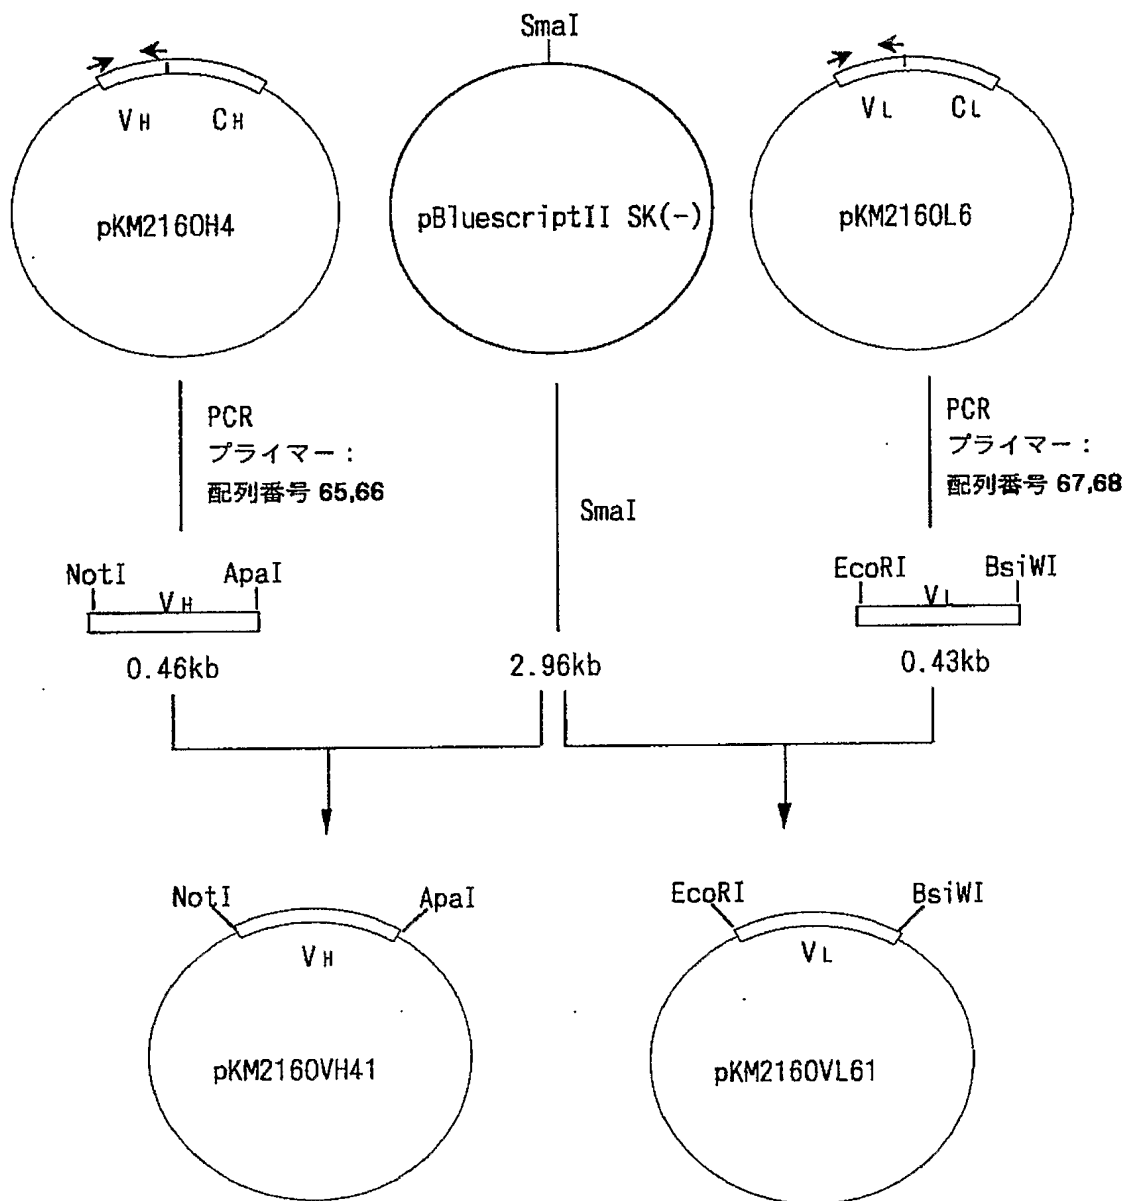 SmaI
VH CH
VL CL
pKM2160H4
pBluescriptII SK(-)
pKM2160L6
PCR
プライマー：
配列番号 65,66
SmaI
PCR
プライマー：
配列番号 67,68
NotI ApaI
VH
0.46kb
2.96kb
EcoRI BsiWI
VL
0.43kb
NotI ApaI
VH
pKM2160VH41
EcoRI BsiWI
VL
pKM2160VL61